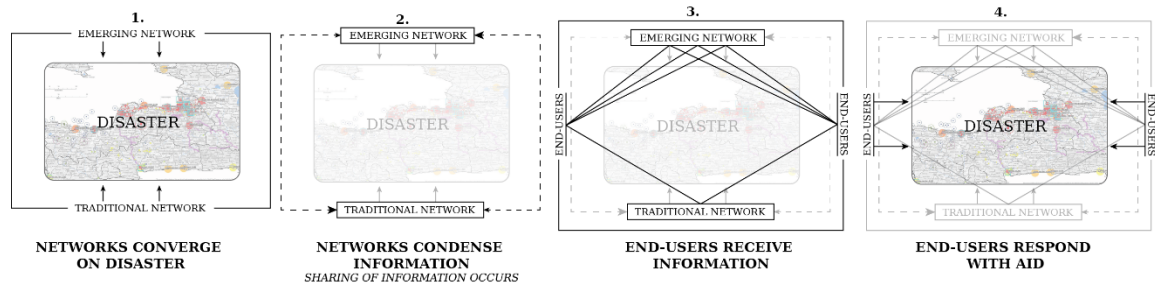 1.
EMERGING NETWORK
DISASTER
TRADITIONAL NETWORK
NETWORKS CONVERGE
ON DISASTER
2.
EMERGING NETWORK
DISASTER
TRADITIONAL NETWORK
NETWORKS CONDENSE
INFORMATION
SHARING OF INFORMATION OCCURS
3.
EMERGING NETWORK
END-USERS
DISASTER
END-USERS
TRADITIONAL NETWORK
END-USERS RECEIVE
INFORMATION
4.
EMERGING NETWORK
END-USERS
DISASTER
END-USERS
TRADITIONAL NETWORK
END-USERS RESPOND
WITH AID